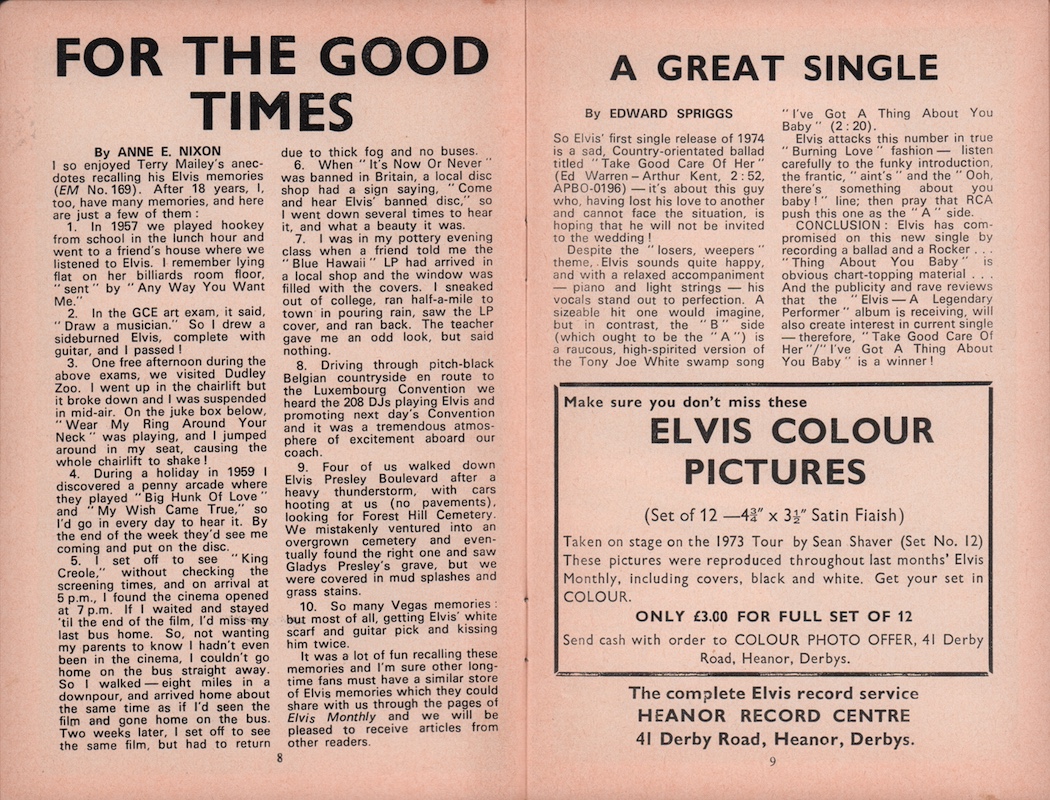 FOR THE GOOD
TIMES
By ANNE E. NIXON
I so enjoyed Terry Mailey's anec-
dotes recalling his Elvis memories
(EM No. 169). After 18 years, I,
too, have many memories, and here
are just a few of them :
1. In 1957 we played hookey
from school in the lunch hour and
went to a friend's house where we
listened to Elvis. I remember lying
flat on her billiards room floor,
"sent" by "Any Way You Want
Me."
2. In the GCE art exam, it said,
"Draw a musician." So I drew a
sideburned Elvis, complete with
guitar, and I passed !
3. One free afternoon during the
above exams, we visited Dudley
Zoo. I went up in the chairlift but
it broke down and I was suspended
in mid-air. On the juke box below,
"Wear My Ring Around Your
Neck" was playing, and I jumped
around in my seat, causing the
whole chairlift to shake !
4. During a holiday in 1959 I
discovered a penny arcade where
they played "Big Hunk Of Love"
and "My Wish Came True," so
I'd go in every day to hear it. By
the end of the week they'd see me
coming and put on the disc.
5. I set off to see "King
Creole," without checking the
screening times, and on arrival at
5 p.m., I found the cinema opened
at 7 p.m. If I waited and stayed
'til the end of the film, I'd miss my
last bus home. So, not wanting
my parents to know I hadn't even
been in the cinema, I couldn't go
home on the bus straight away.
So I walked — eight miles in a
downpour, and arrived home about
the same time as if I'd seen the
film and gone home on the bus.
Two weeks later, I set off to see
the same film, but had to return
due to thick fog and no buses.
6. When "It's Now Or Never"
was banned in Britain, a local disc
shop had a sign saying, "Come
and hear Elvis' banned disc," so
I went down several times to hear
it, and what a beauty it was.
7. I was in my pottery evening
class when a friend told me the
"Blue Hawaii" LP had arrived in
a local shop and the window was
filled with the covers. I sneaked
out of college, ran half-a-mile to
town in pouring rain, saw the LP
cover, and ran back. The teacher
gave me an odd look, but said
nothing.
8. Driving through pitch-black
Belgian countryside en route to
the Luxembourg Convention we
heard the 208 DJs playing Elvis and
promoting next day's Convention
and it was a tremendous atmos-
phere of excitement aboard our
coach.
9. Four of us walked down
Elvis Presley Boulevard after a
heavy thunderstorm, with cars
hooting at us (no pavements),
looking for Forest Hill Cemetery.
We mistakenly ventured into an
overgrown cemetery and even-
tually found the right one and saw
Gladys Presley's grave, but we
were covered in mud splashes and
grass stains.
10. So many Vegas memories :
but most of all, getting Elvis' white
scarf and guitar pick and kissing
him twice.
It was a lot of fun recalling these
memories and I'm sure other long-
time fans must have a similar store
of Elvis memories which they could
share with us through the pages of
Elvis Monthly and we will be
pleased to receive articles from
other readers.
8
A GREAT SINGLE
By EDWARD SPRIGGS
So Elvis' first single release of 1974
is a sad, Country-orientated ballad
titled "Take Good Care Of Her"
(Ed Warren – Arthur Kent, 2 : 52,
APBO-0196) — it's about this guy
who, having lost his love to another
and cannot face the situation, is
hoping that he will not be invited
to the wedding !
Despite the "losers, weepers"
theme, Elvis sounds quite happy,
and with a relaxed accompaniment
— piano and light strings — his
vocals stand out to perfection. A
sizeable hit one would imagine,
but in contrast, the "B" side
(which ought to be the "A") is
a raucous, high-spirited version of
the Tony Joe White swamp song
"I've Got A Thing About You
Baby" (2 : 20).
Elvis attacks this number in true
"Burning Love" fashion — listen
carefully to the funky introduction,
the frantic, "aint's" and the "Ooh,
there's something about you
baby !" line; then pray that RCA
push this one as the "A" side.
CONCLUSION : Elvis has com-
promised on this new single by
recording a ballad and a Rocker . . .
"Thing About You Baby" is
obvious chart-topping material . . .
And the publicity and rave reviews
that the "Elvis — A Legendary
Performer" album is receiving, will
also create interest in current single
— therefore, "Take Good Care Of
Her"/"I've Got A Thing About
You Baby" is a winner !
Make sure you don't miss these
ELVIS COLOUR
PICTURES
(Set of 12 —4¾" x 3½" Satin Fiaish)
Taken on stage on the 1973 Tour by Sean Shaver (Set No. 12)
These pictures were reproduced throughout last months' Elvis
Monthly, including covers, black and white. Get your set in
COLOUR.
ONLY £3.00 FOR FULL SET OF 12
Send cash with order to COLOUR PHOTO OFFER, 41 Derby
Road, Heanor, Derbys.
The complete Elvis record service
HEANOR RECORD CENTRE
41 Derby Road, Heanor, Derbys.
9